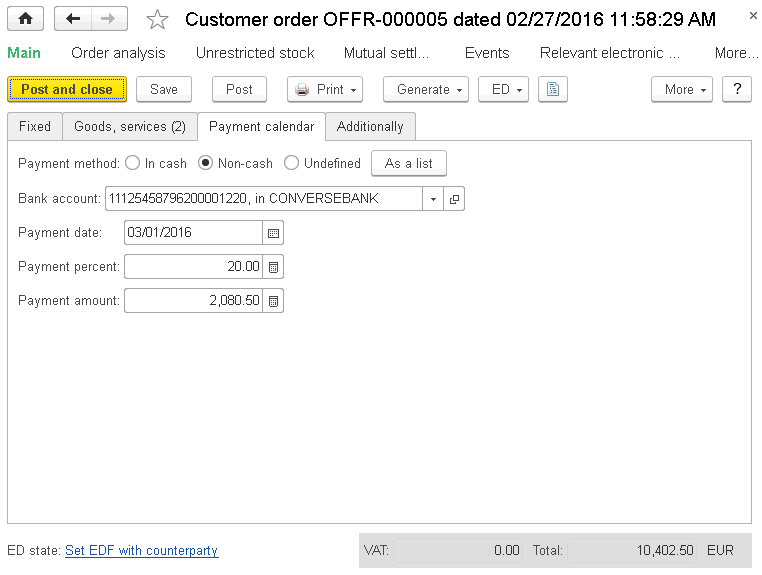 Customer order OFFR-000005 dated 02/27/2016 11:58:29 AM
Main Order analysis Unrestricted stock Mutual settl... Events Relevant electronic ... More...
Post and close Save Post Print Generate ED More ?
Fixed Goods, services (2) Payment calendar Additionally
Payment method: In cash Non-cash Undefined As a list
Bank account: 11125458796200001220, in CONVERSEBANK
Payment date: 03/01/2016
Payment percent: 20.00
Payment amount: 2,080.50
ED state: Set EDF with counterparty VAT: 0.00 Total: 10,402.50 EUR